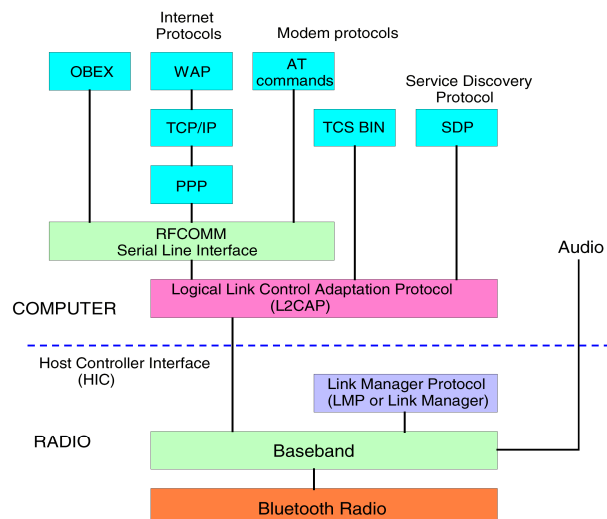 Internet
Protocols
Modem protocols
OBEX
WAP
AT
commands
Service Discovery
Protocol
TCP/IP
TCS BIN
SDP
PPP
RFCOMM
Serial Line Interface
Audio
Logical Link Control Adaptation Protocol
(L2CAP)
COMPUTER
Host Controller Interface
(HIC)
Link Manager Protocol
(LMP or Link Manager)
RADIO
Baseband
Bluetooth Radio